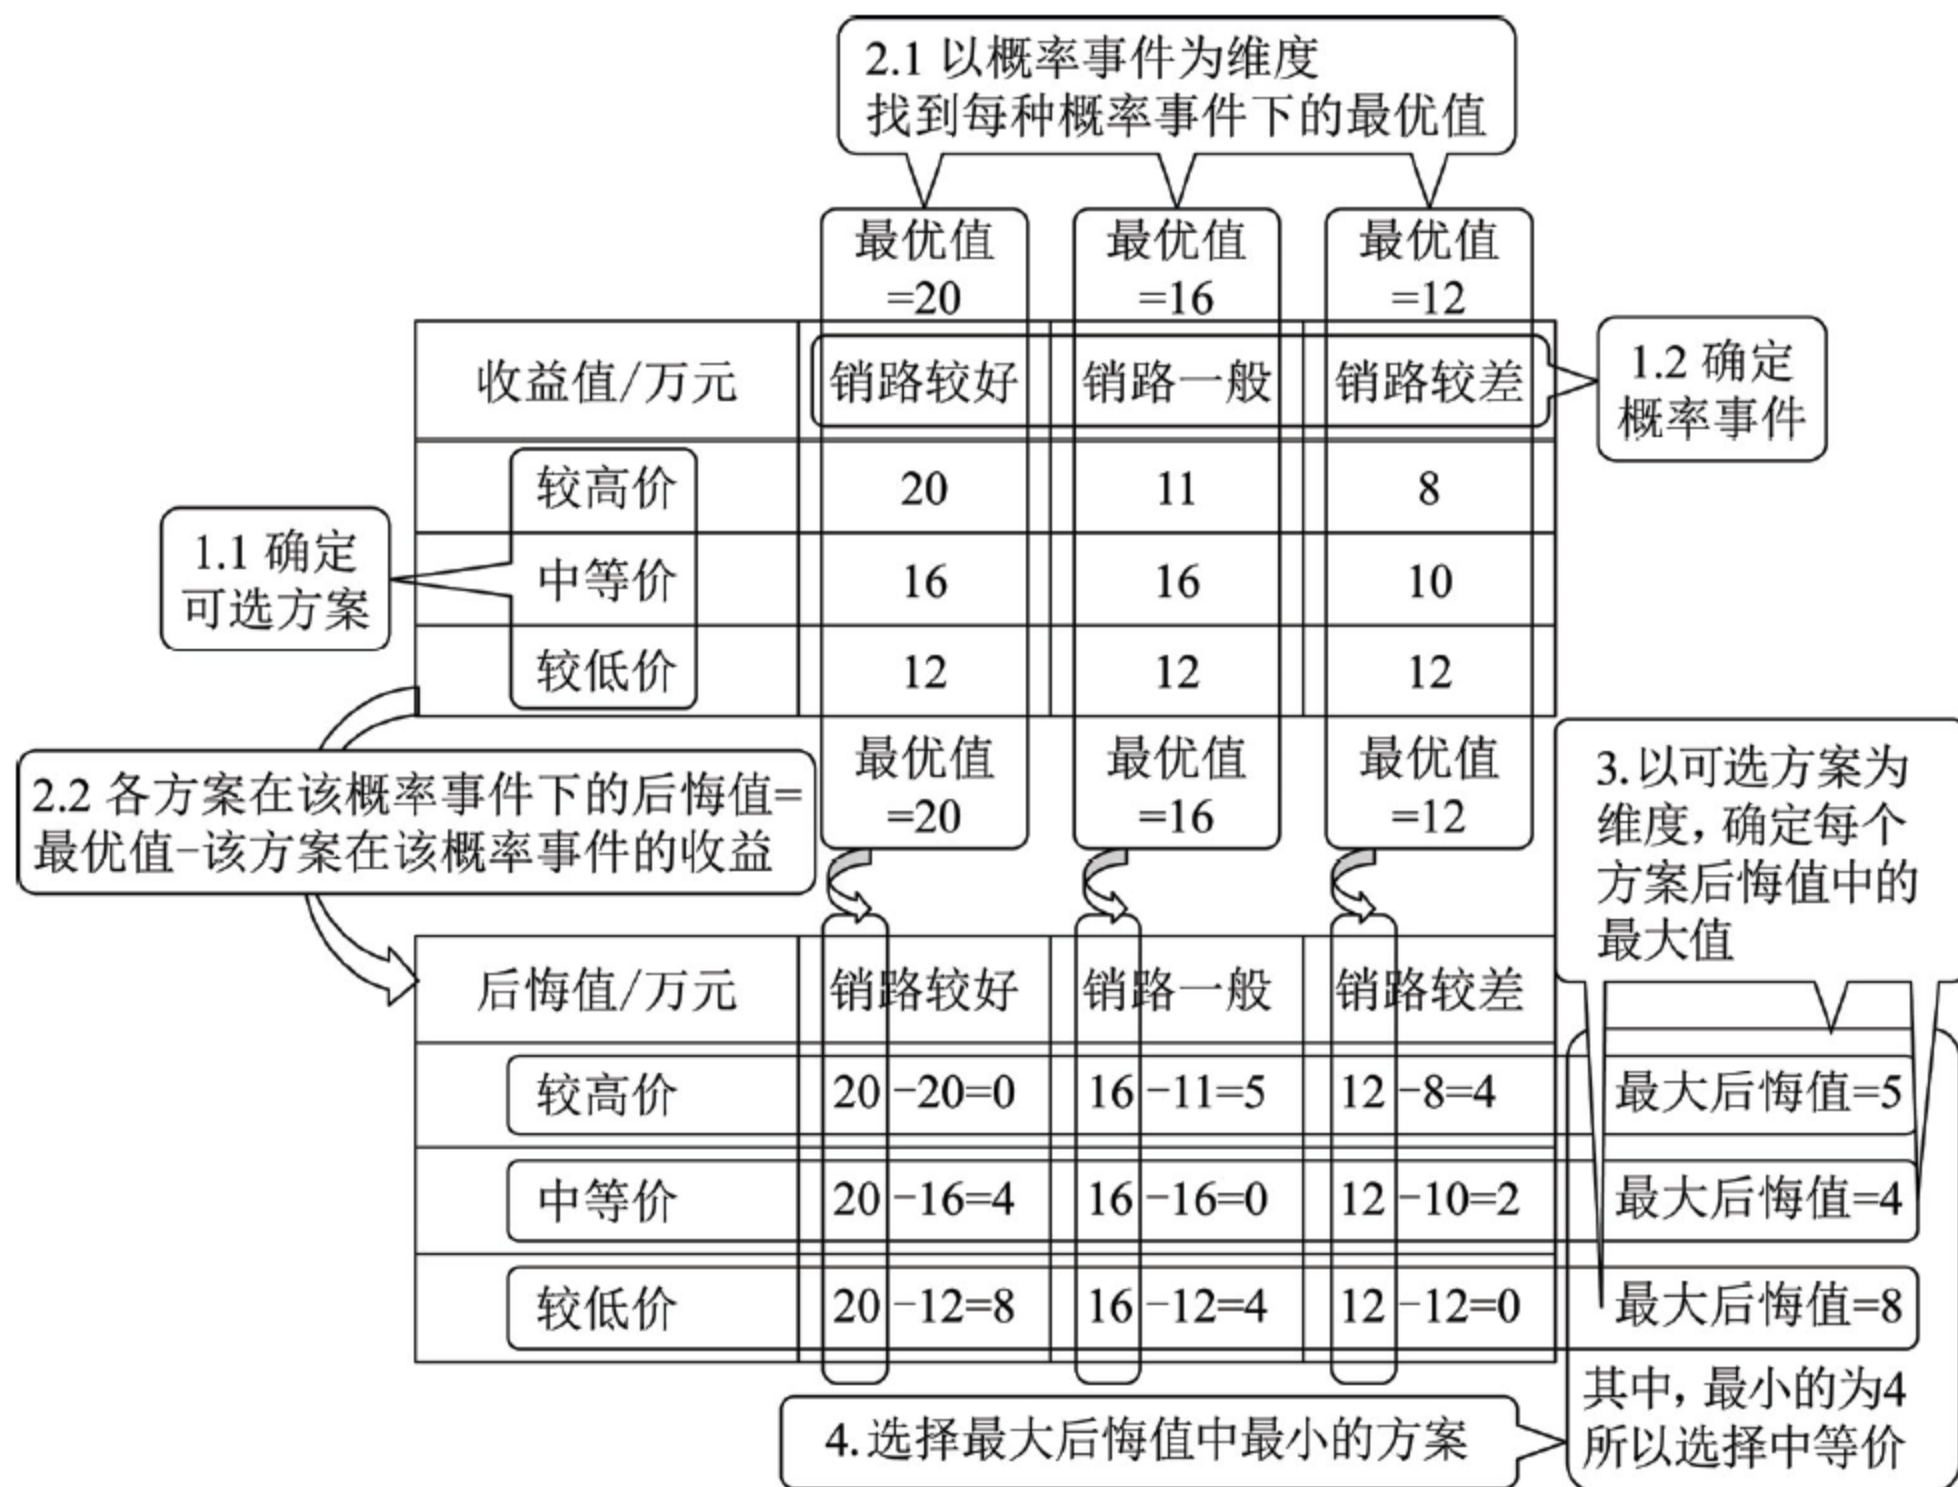 2.1 以概率事件为维度
找到每种概率事件下的最优值
最优值 最优值 最优值
=20 =16 =12
收益值/万元 销路较好 销路一般 销路较差
1.2 确定
概率事件
较高价 20 11 8
1.1 确定
可选方案
中等价 16 16 10
较低价 12 12 12
最优值 最优值 最优值
=20 =16 =12
2.2 各方案在该概率事件下的后悔值=
最优值-该方案在该概率事件的收益
3.以可选方案为
维度,确定每个
方案后悔值中的
最大值
后悔值/万元 销路较好 销路一般 销路较差
较高价 20-20=0 16-11=5 12-8=4 最大后悔值=5
中等价 20-16=4 16-16=0 12-10=2 最大后悔值=4
较低价 20-12=8 16-12=4 12-12=0 最大后悔值=8
其中,最小的为4
所以选择中等价
4.选择最大后悔值中最小的方案